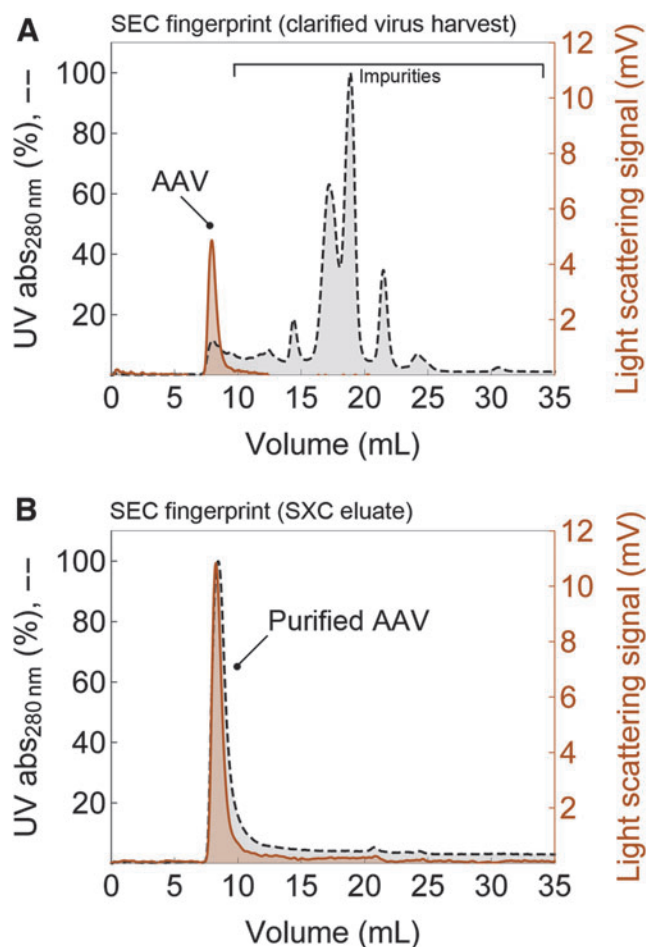 A
SEC fingerprint (clarified virus harvest)
UV abs280 nm (%), --
100
80
60
40
20
Impurities
AAV
12
10
8
6
4
2
Light scattering signal (mV)
0 5 10 15 20 25 30 35
Volume (mL)
B
SEC fingerprint (SXC eluate)
UV abs280 nm (%), --
100
80
60
40
20
Purified AAV
12
10
8
6
4
2
Light scattering signal (mV)
0 5 10 15 20 25 30 35
Volume (mL)